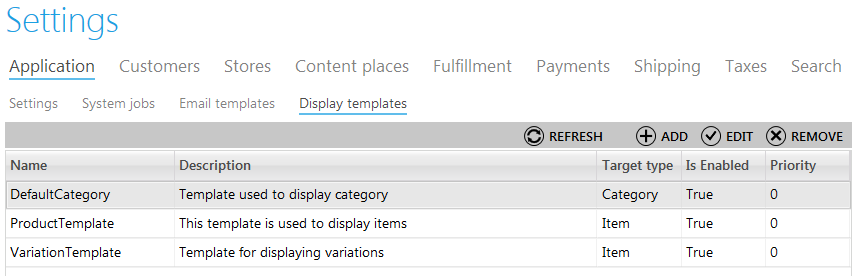 Settings
Application Customers Stores Content places Fulfillment Payments Shipping Taxes Search
Settings System jobs Email templates Display templates
REFRESH ADD EDIT REMOVE
Name Description Target type Is Enabled Priority
DefaultCategory Template used to display category Category True 0
ProductTemplate This template is used to display items Item True 0
VariationTemplate Template for displaying variations Item True 0